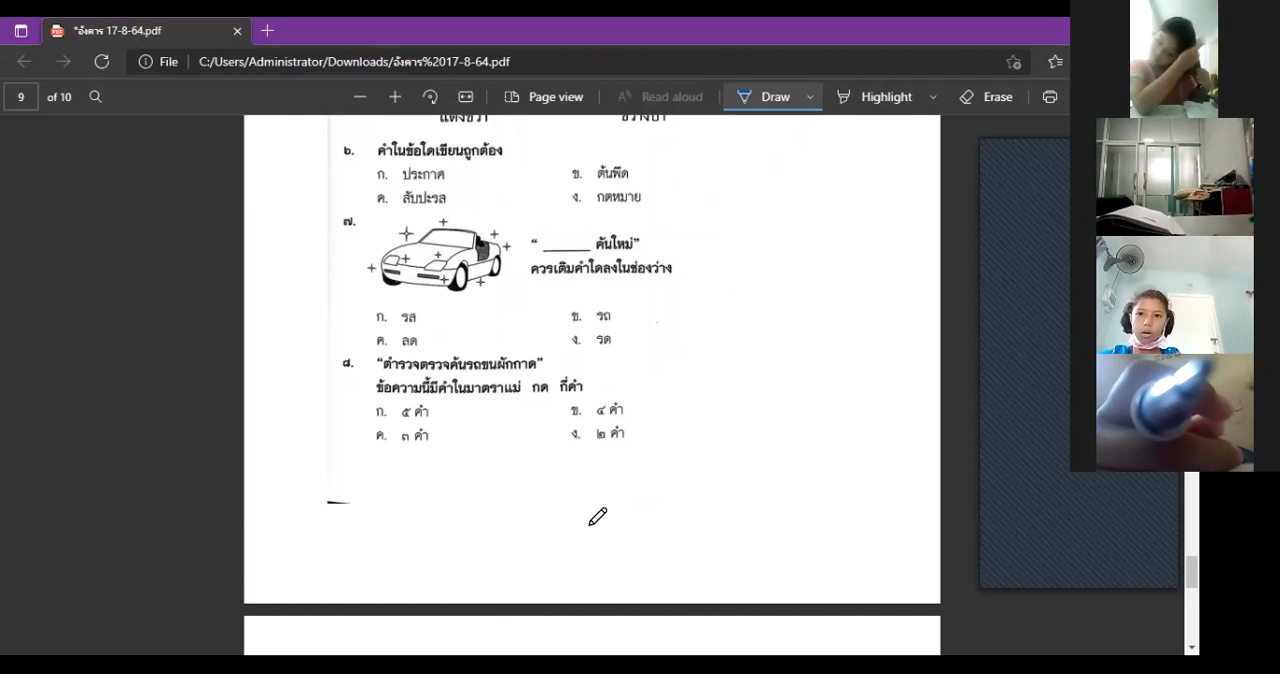 *อังคาร 17-8-64.pdf
File C:/Users/Administrator/Downloads/อังคาร%2017-8-64.pdf
9 of 10 Page view Read aloud Draw Highlight Erase
๖. คำในข้อใดเขียนถูกต้อง
ก. ประกาศ ข. ต้นพืด
ค. สับปะรส ง. กตหมาย
๗.
“ ______ คันใหม่”
ควรเติมคำใดลงในช่องว่าง
ก. รส ข. รถ
ค. ลด ง. รด
๘. “ตำรวจตรวจค้นรถขนผักกาด”
ข้อความนี้มีคำในมาตราแม่ กด กี่คำ
ก. ๕ คำ ข. ๔ คำ
ค. ๓ คำ ง. ๒ คำ